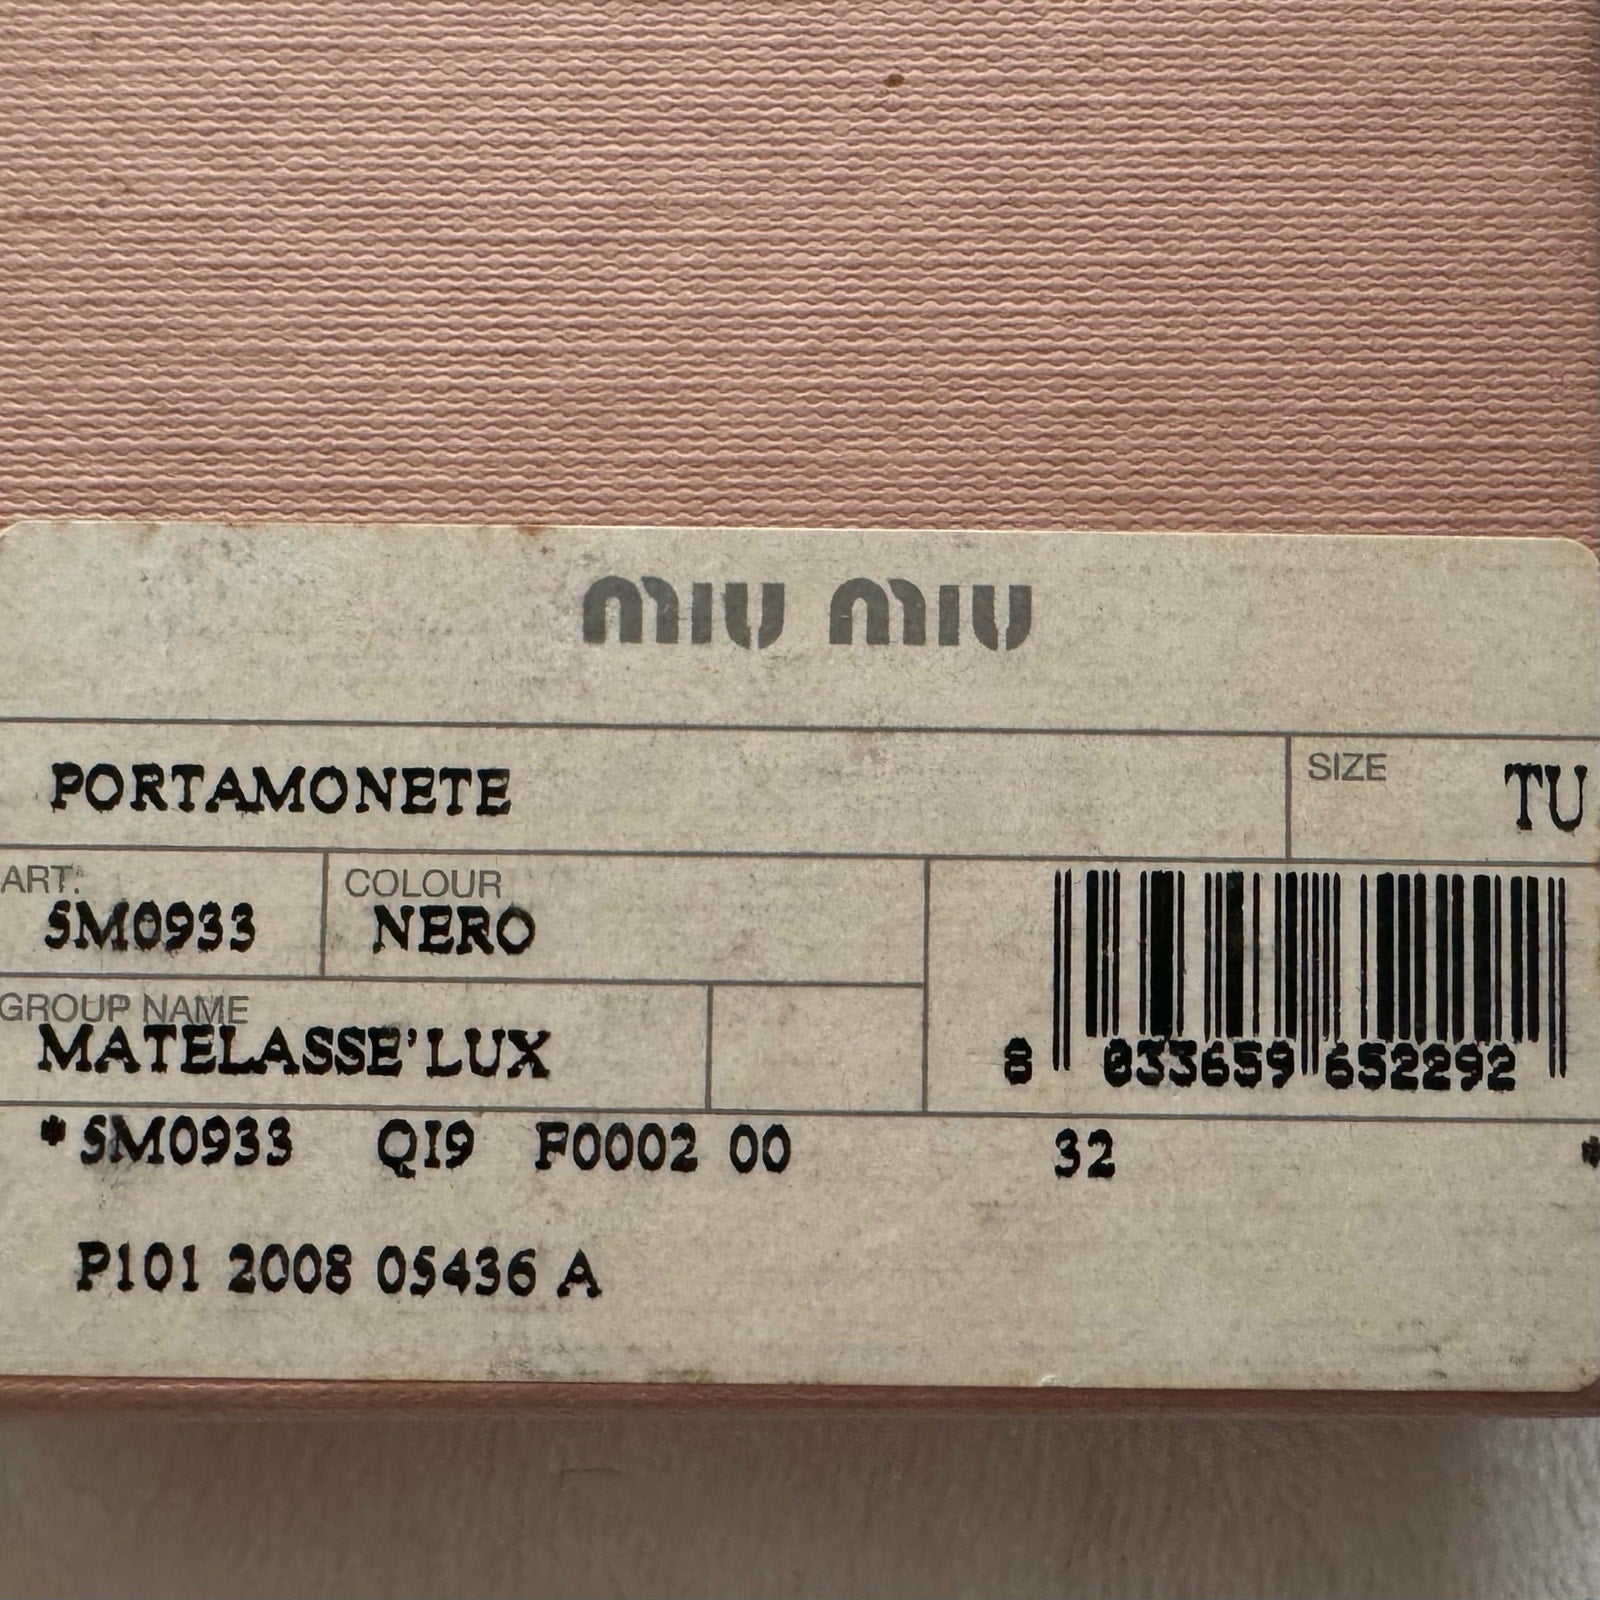 MIU MIU
PORTAMONETE
SIZE TU
ART. 5M0933
COLOUR NERO
GROUP NAME
MATELASSE'LUX
8 033659 652292
*5M0933 QI9 F0002 00 32 *
P101 2008 05436 A